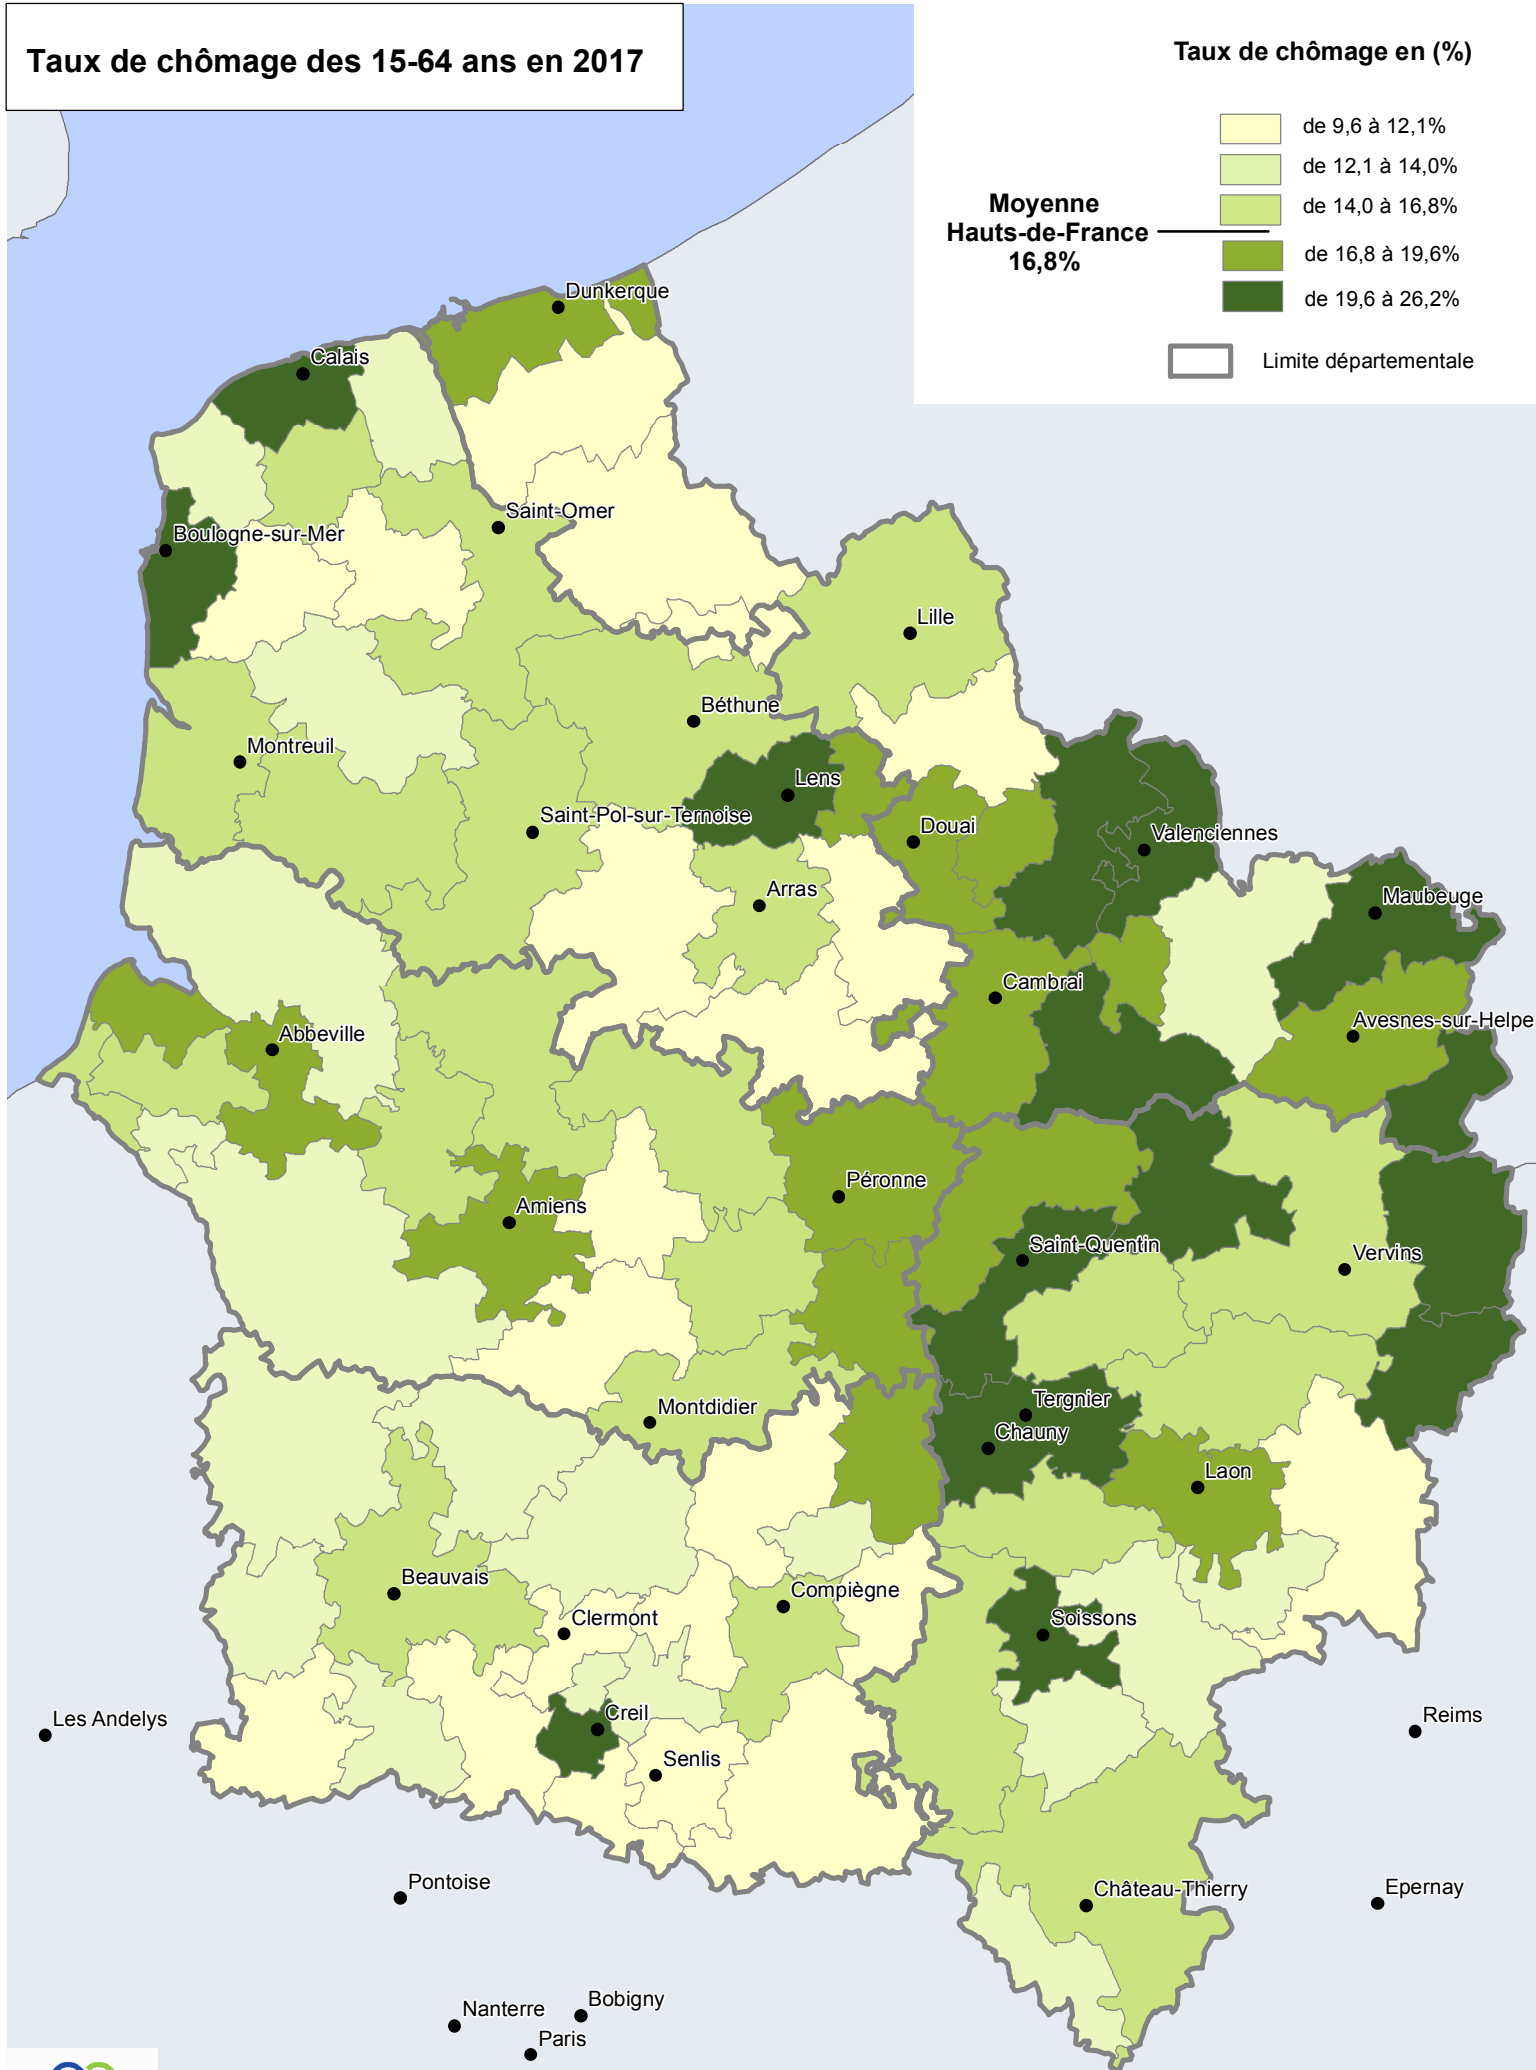 Taux de chômage des 15-64 ans en 2017
Taux de chômage en (%)
de 9,6 à 12,1%
de 12,1 à 14,0%
de 14,0 à 16,8%
Moyenne
Hauts-de-France
16,8%
de 16,8 à 19,6%
de 19,6 à 26,2%
Limite départementale
Dunkerque
Calais
Saint-Omer
Boulogne-sur-Mer
Lille
Béthune
Montreuil
Lens
Saint-Pol-sur-Ternoise
Douai
Valenciennes
Arras
Maubeuge
Cambrai
Avesnes-sur-Helpe
Abbeville
Péronne
Amiens
Saint-Quentin
Vervins
Montdidier
Tergnier
Chauny
Laon
Beauvais
Compiègne
Clermont
Soissons
Creil
Les Andelys
Reims
Senlis
Pontoise
Château-Thierry
Epernay
Nanterre
Bobigny
Paris